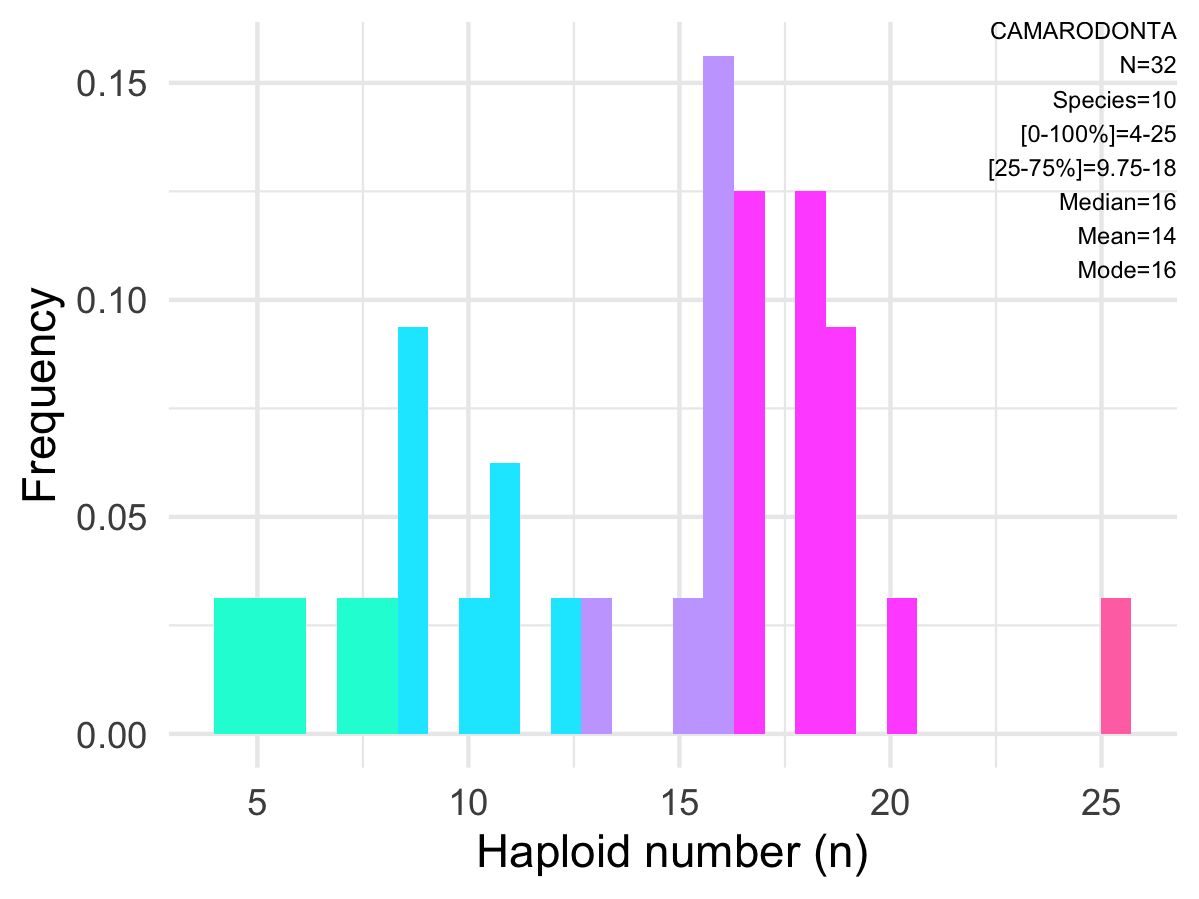 CAMARODONTA
N=32
Species=10
[0-100%]=4-25
[25-75%]=9.75-18
Median=16
Mean=14
Mode=16
Frequency
0.15
0.10
0.05
0.00
5 10 15 20 25
Haploid number (n)